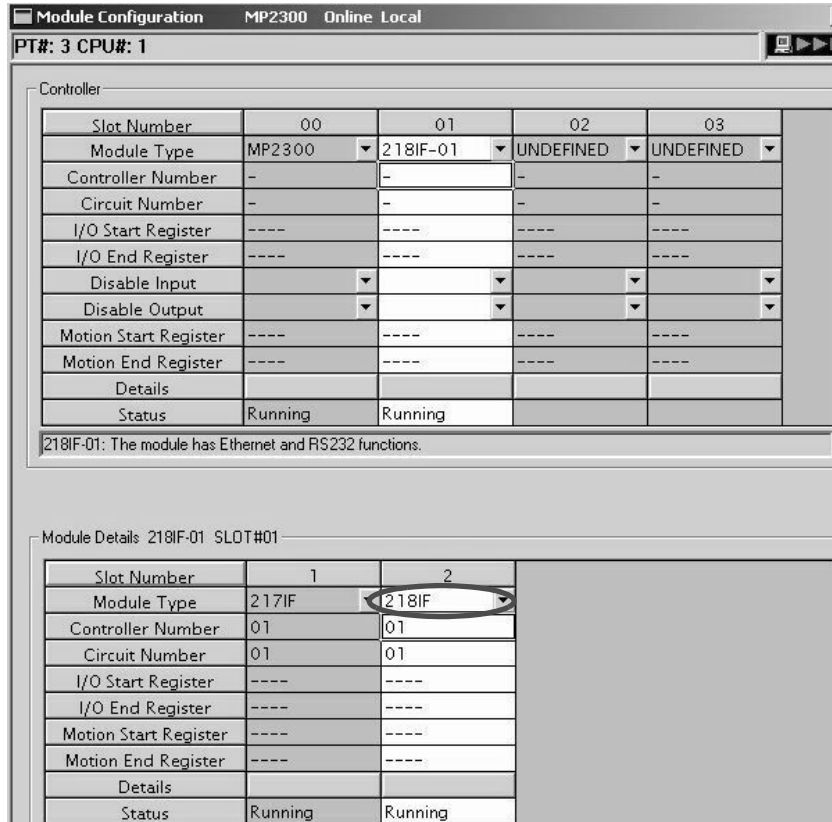 Module Configuration MP2300 Online Local
PT#: 3 CPU#: 1
Controller
Slot Number 00 01 02 03
Module Type MP2300 218IF-01 UNDEFINED UNDEFINED
Controller Number - - - -
Circuit Number - - - -
I/O Start Register ---- ---- ---- ----
I/O End Register ---- ---- ---- ----
Disable Input
Disable Output
Motion Start Register ---- ---- ---- ----
Motion End Register ---- ---- ---- ----
Details
Status Running Running
218IF-01: The module has Ethernet and RS232 functions.
Module Details 218IF-01 SLOT#01
Slot Number 1 2
Module Type 217IF 218IF
Controller Number 01 01
Circuit Number 01 01
I/O Start Register ---- ----
I/O End Register ---- ----
Motion Start Register ---- ----
Motion End Register ---- ----
Details
Status Running Running